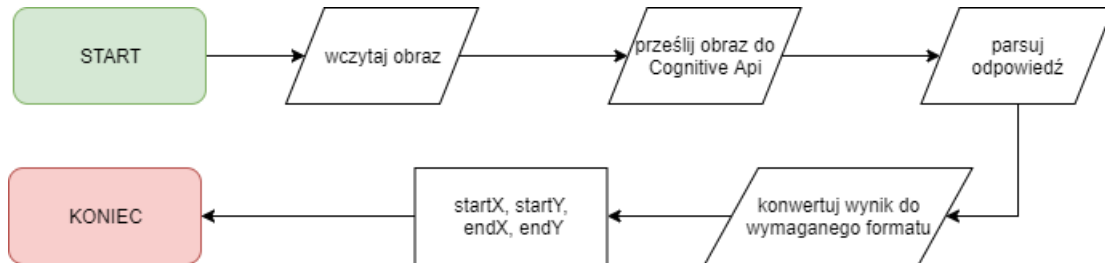 START
wczytaj obraz
prześlij obraz do
Cognitive Api
parsuj
odpowiedź
konwertuj wynik do
wymaganego formatu
startX, startY,
endX, endY
KONIEC